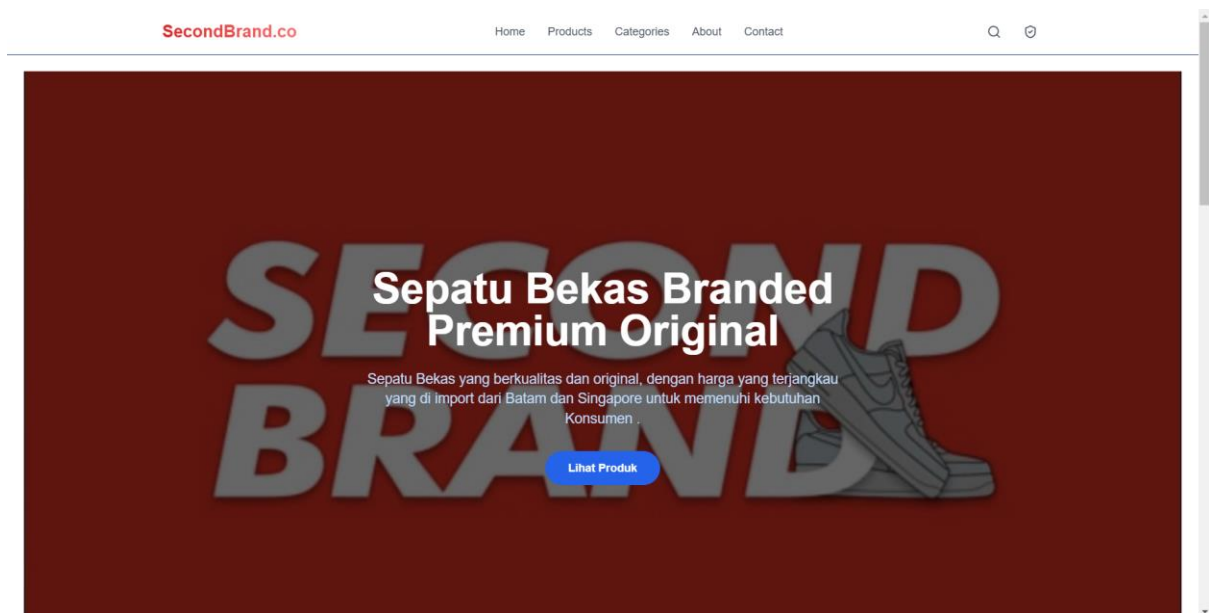 SecondBrand.co
Home Products Categories About Contact
SECOND
BRAND
Sepatu Bekas Branded
Premium Original
Sepatu Bekas yang berkualitas dan original, dengan harga yang terjangkau
yang di import dari Batam dan Singapore untuk memenuhi kebutuhan
Konsumen .
Lihat Produk